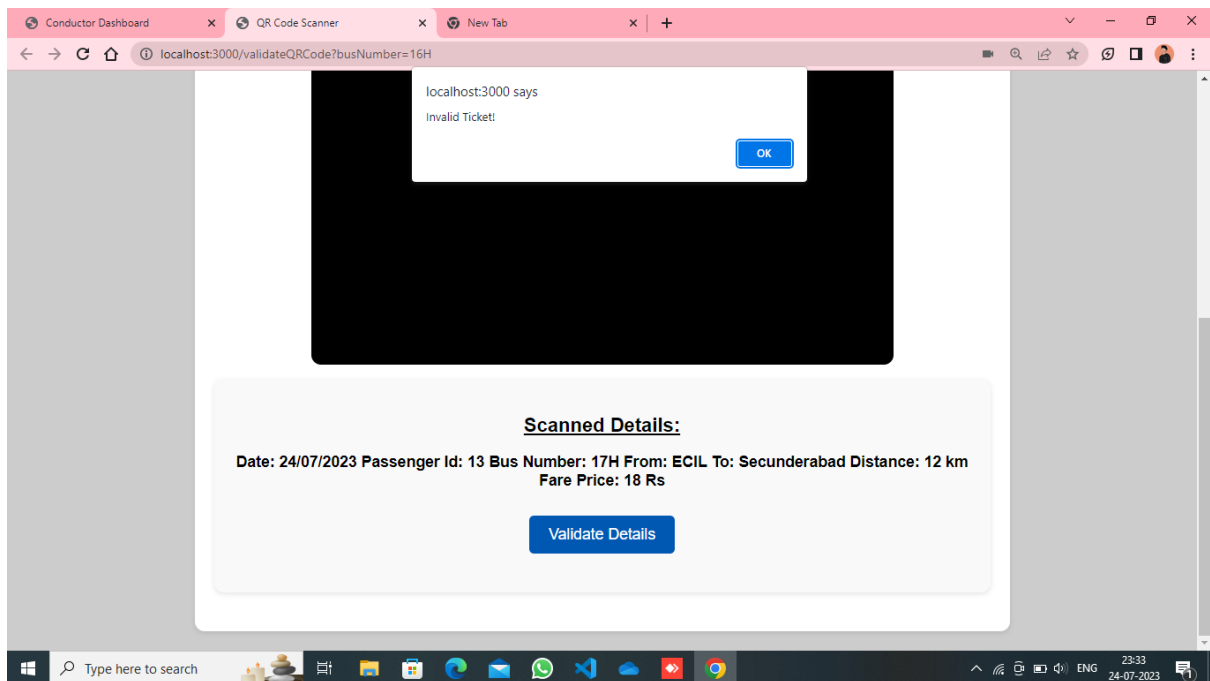 Conductor Dashboard
QR Code Scanner
New Tab
localhost:3000/validateQRCode?busNumber=16H
localhost:3000 says
Invalid Ticket!
OK
Scanned Details:
Date: 24/07/2023 Passenger Id: 13 Bus Number: 17H From: ECIL To: Secunderabad Distance: 12 km
Fare Price: 18 Rs
Validate Details
Type here to search
ENG
23:33
24-07-2023
1